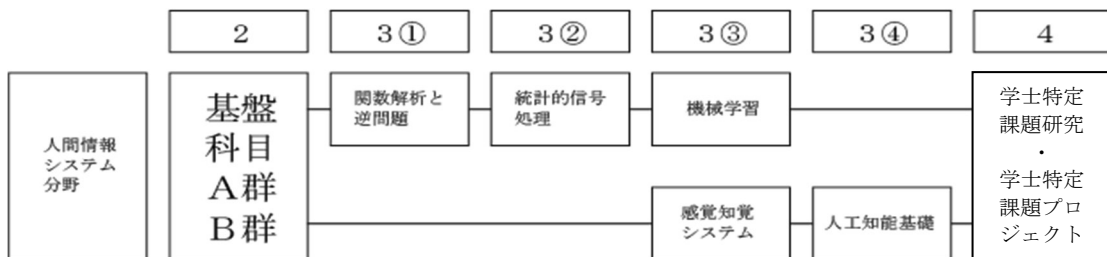 2
3①
3②
3③
3④
4
人間情報
システム
分野
基盤
科目
A群
B群
関数解析と
逆問題
統計的信号
処理
機械学習
感覚知覚
システム
人工知能基礎
学士特定
課題研究
・
学士特定
課題プロ
ジェクト